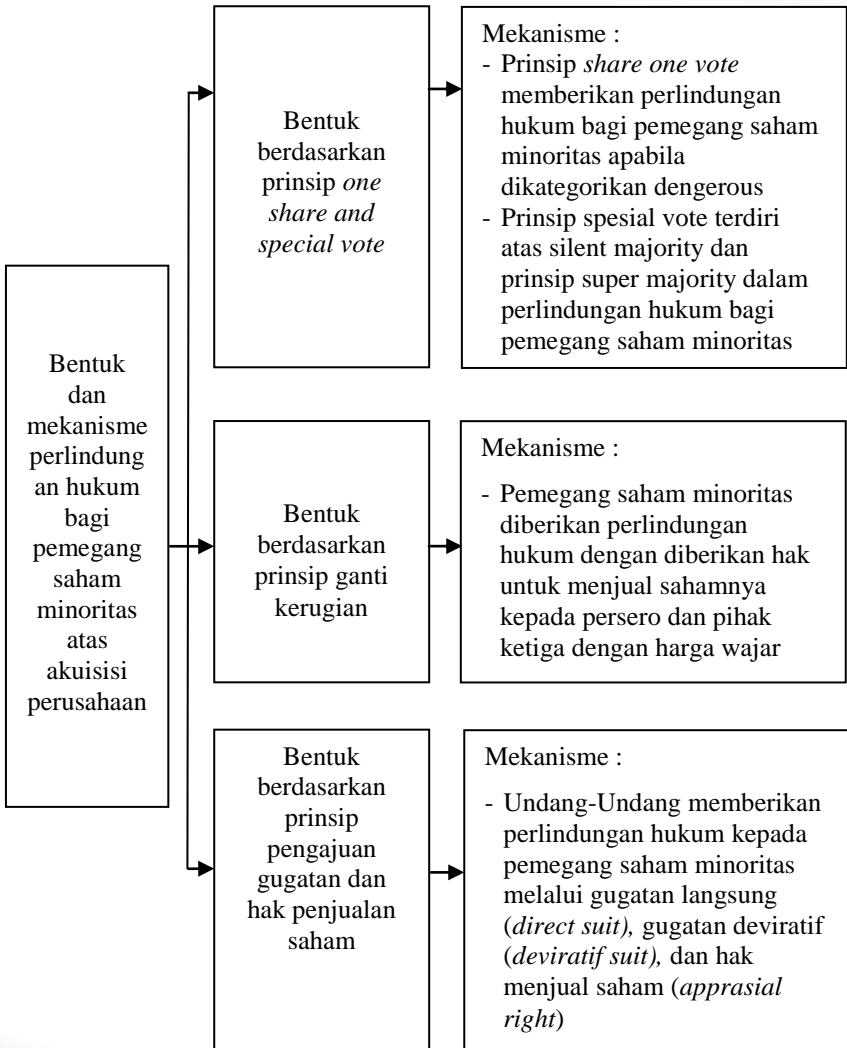 Bentuk
dan
mekanisme
perlindung
an hukum
bagi
pemegang
saham
minoritas
atas
akuisisi
perusahaan
Bentuk
berdasarkan
prinsip one
share and
special vote
Mekanisme :
- Prinsip share one vote
memberikan perlindungan
hukum bagi pemegang saham
minoritas apabila
dikategorikan dengerous
- Prinsip spesial vote terdiri
atas silent majority dan
prinsip super majority dalam
perlindungan hukum bagi
pemegang saham minoritas
Bentuk
berdasarkan
prinsip ganti
kerugian
Mekanisme :
- Pemegang saham minoritas
diberikan perlindungan
hukum dengan diberikan hak
untuk menjual sahamnya
kepada persero dan pihak
ketiga dengan harga wajar
Bentuk
berdasarkan
prinsip
pengajuan
gugatan dan
hak penjualan
saham
Mekanisme :
- Undang-Undang memberikan
perlindungan hukum kepada
pemegang saham minoritas
melalui gugatan langsung
(direct suit), gugatan deviratif
(deviratif suit), dan hak
menjual saham (apprasial
right)